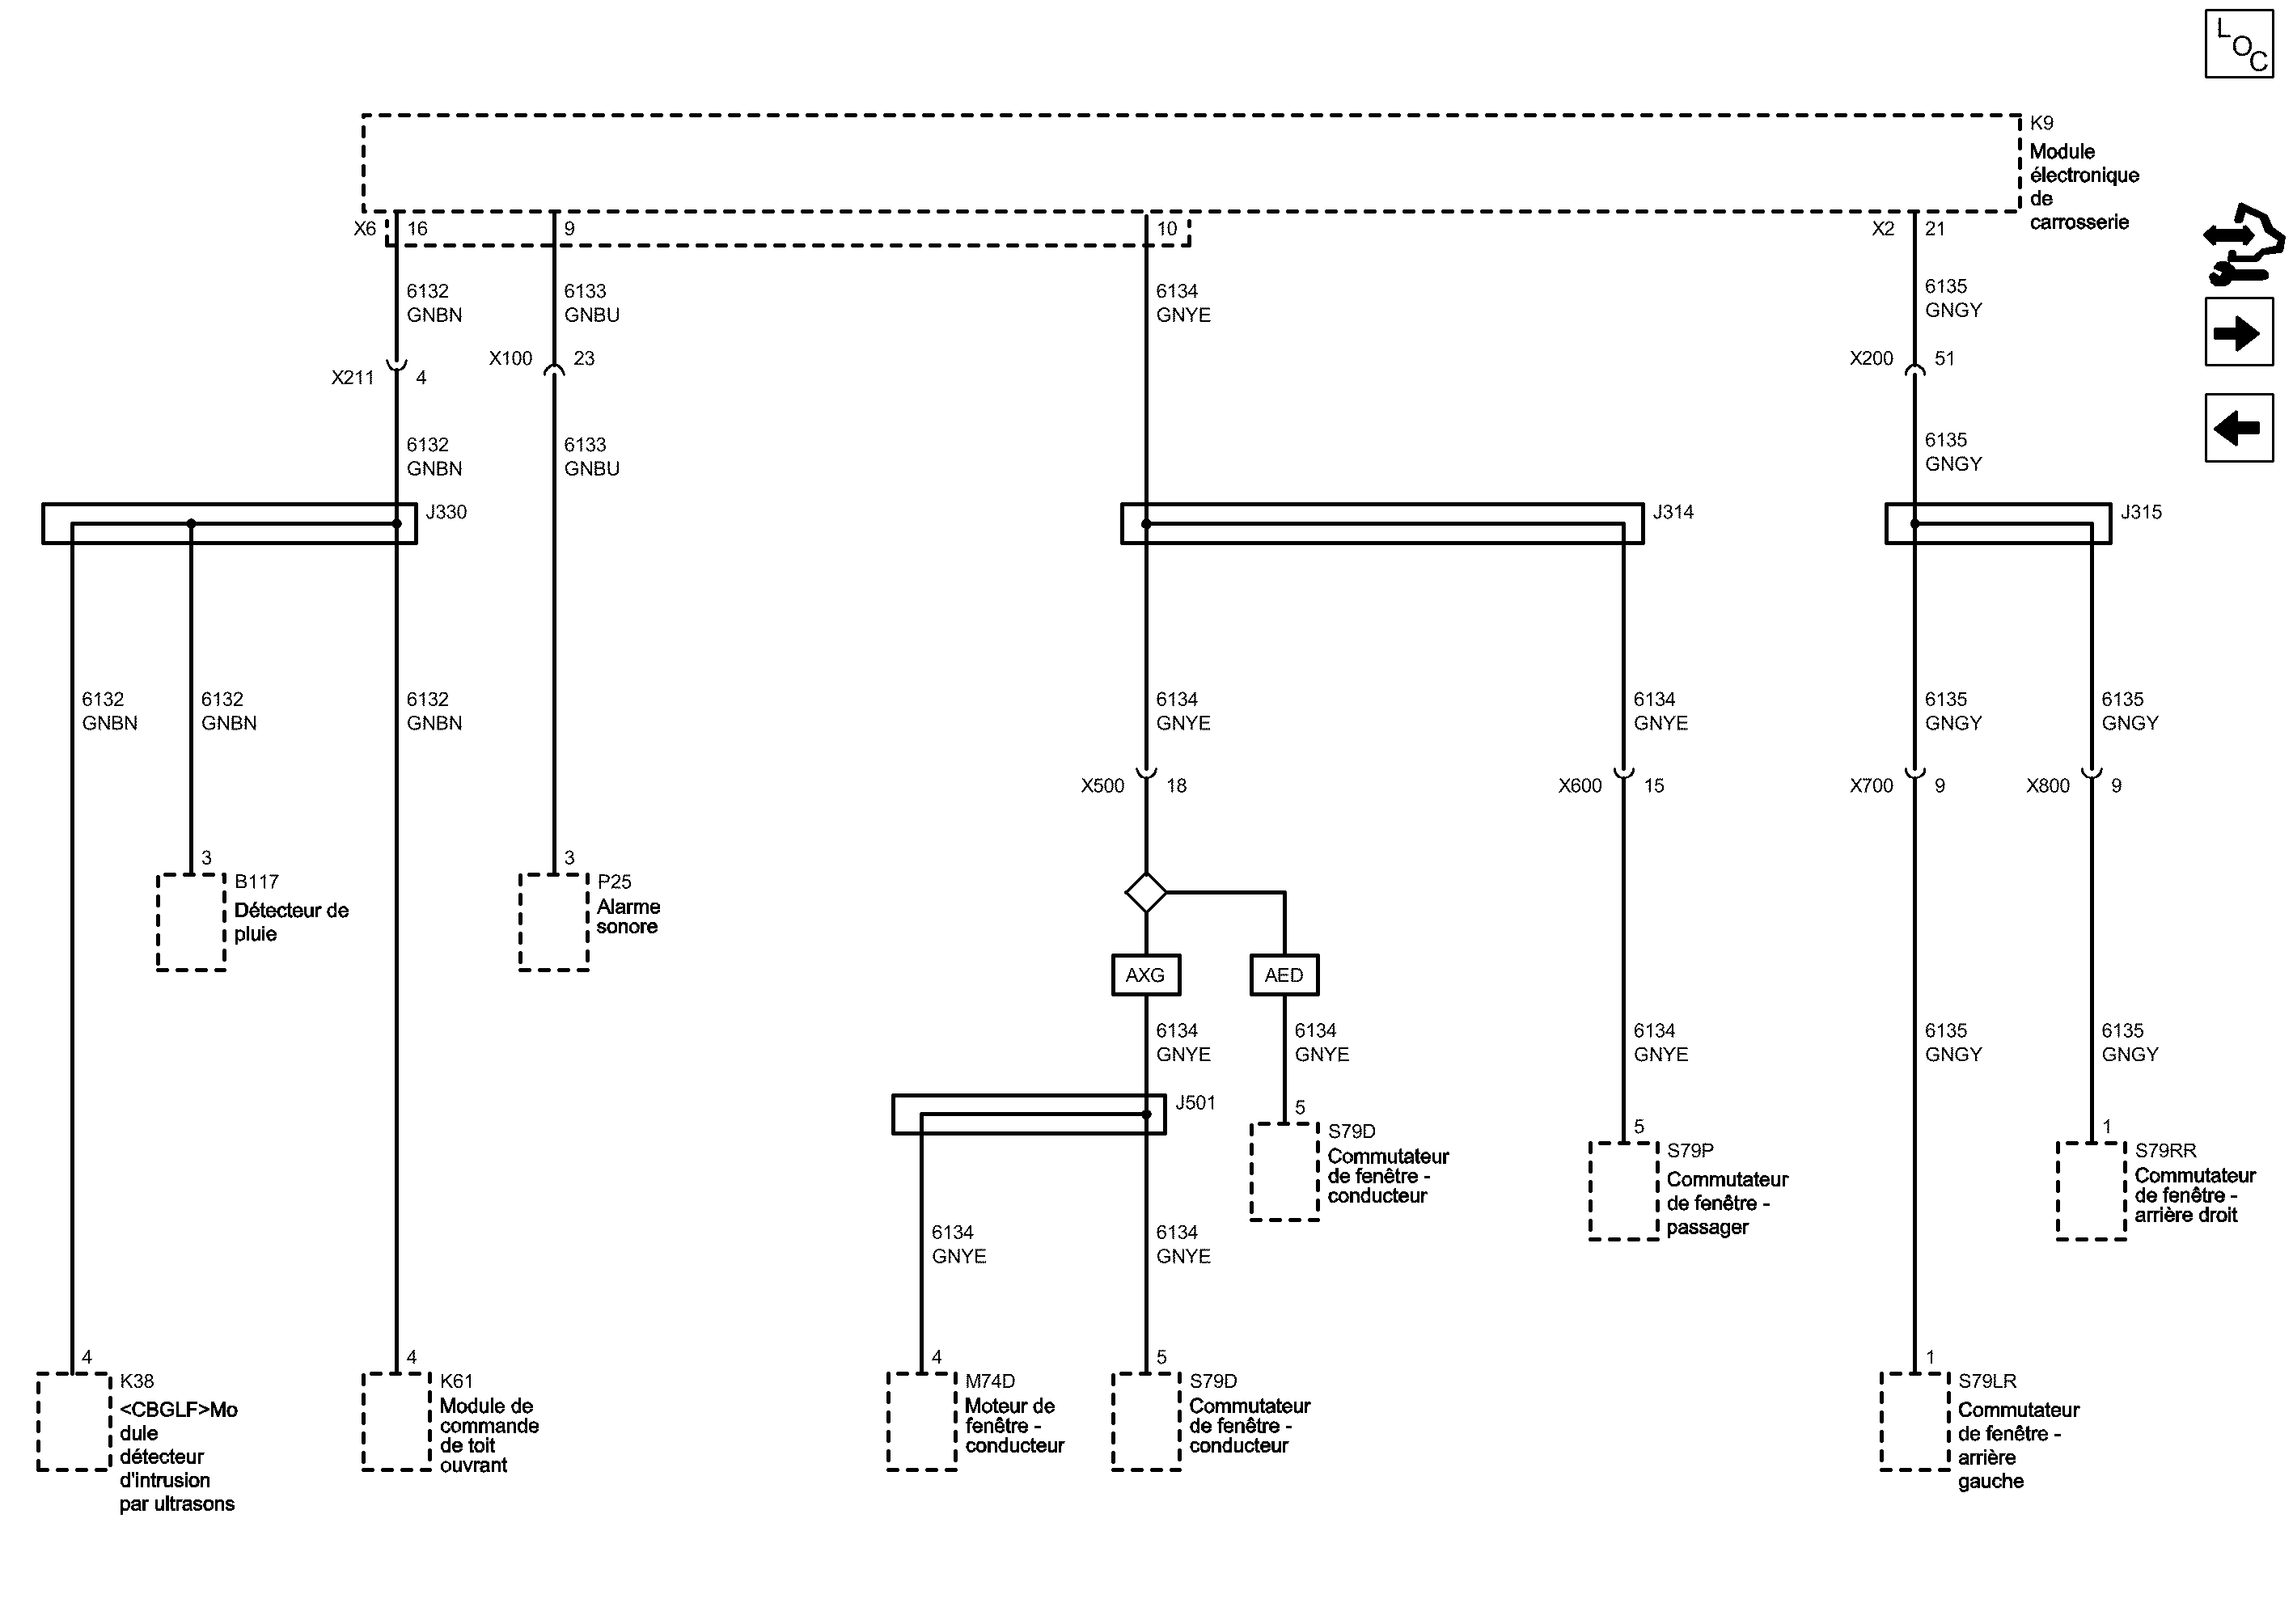 LOC
K9
Module
électronique
de
carrosserie
X6
16
9
10
X2
21
6132
GNBN
6133
GNBU
6134
GNYE
6135
GNGY
X211
4
X100
23
X200
51
6132
GNBN
6133
GNBU
6135
GNGY
J330
J314
J315
6132
GNBN
6132
GNBN
6132
GNBN
6134
GNYE
6134
GNYE
6135
GNGY
6135
GNGY
X500
18
X600
15
X700
9
X800
9
3
B117
Détecteur de
pluie
3
P25
Alarme
sonore
AXG
AED
6134
GNYE
6134
GNYE
6134
GNYE
6135
GNGY
6135
GNGY
J501
5
S79D
Commutateur
de fenêtre -
conducteur
5
S79P
Commutateur
de fenêtre -
passager
1
S79RR
Commutateur
de fenêtre -
arrière droit
6134
GNYE
6134
GNYE
4
K38
<CBGLF>Mo
dule
détecteur
d'intrusion
par ultrasons
4
K61
Module de
commande
de toit
ouvrant
4
M74D
Moteur de
fenêtre -
conducteur
5
S79D
Commutateur
de fenêtre -
conducteur
1
S79LR
Commutateur
de fenêtre -
arrière
gauche